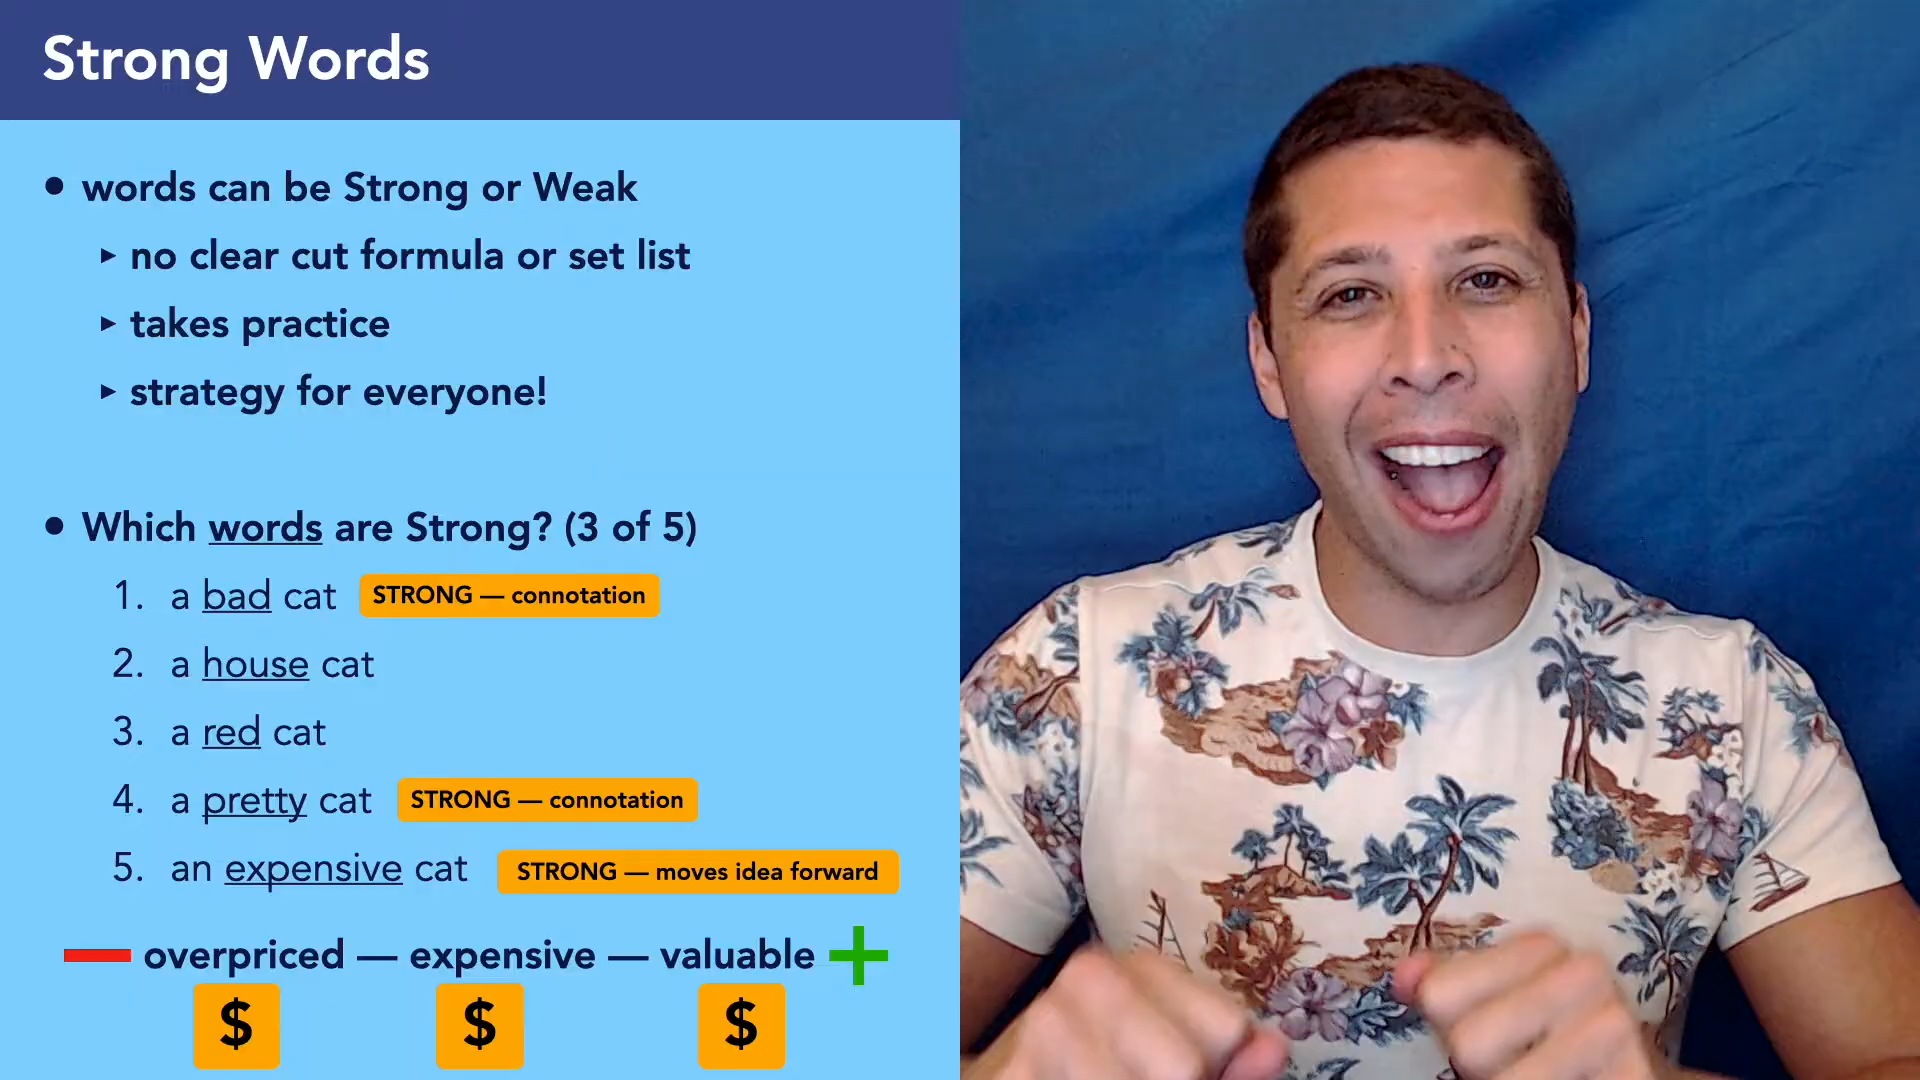 Strong Words
• words can be Strong or Weak
▸ no clear cut formula or set list
▸ takes practice
▸ strategy for everyone!
• Which words are Strong? (3 of 5)
1. a bad cat STRONG — connotation
2. a house cat
3. a red cat
4. a pretty cat STRONG — connotation
5. an expensive cat STRONG — moves idea forward
— overpriced — expensive — valuable +
$ $ $